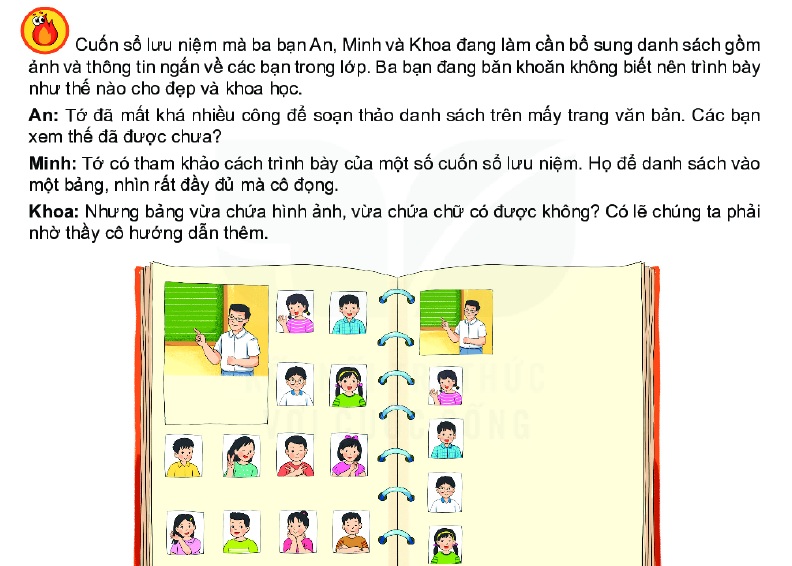 Cuốn sổ lưu niệm mà ba bạn An, Minh và Khoa đang làm cần bổ sung danh sách gồm
ảnh và thông tin ngắn về các bạn trong lớp. Ba bạn đang băn khoăn không biết nên trình bày
như thế nào cho đẹp và khoa học.
An: Tớ đã mất khá nhiều công để soạn thảo danh sách trên mấy trang văn bản. Các bạn
xem thế đã được chưa?
Minh: Tớ có tham khảo cách trình bày của một số cuốn sổ lưu niệm. Họ để danh sách vào
một bảng, nhìn rất đầy đủ mà cô đọng.
Khoa: Nhưng bảng vừa chứa hình ảnh, vừa chứa chữ có được không? Có lẽ chúng ta phải
nhờ thầy cô hướng dẫn thêm.
THỨC
CUỘC SỐNG